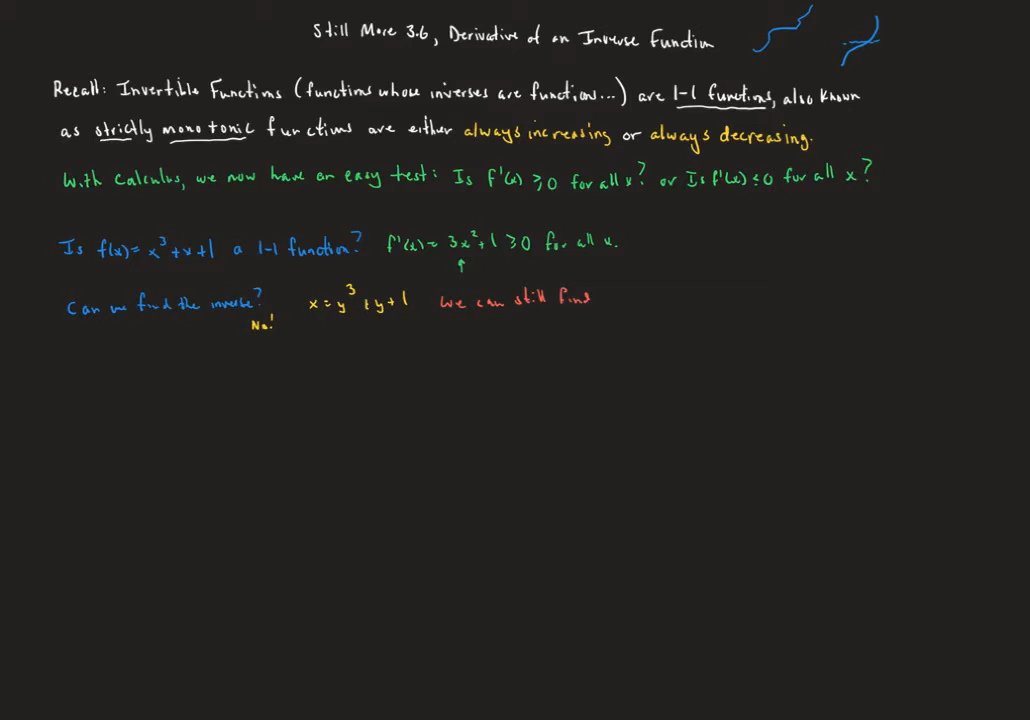 Still More 3.6, Derivative of an Inverse Function
Recall: Invertible Functions (functions whose inverses are functions...) are 1-1 functions, also known
as strictly monotonic functions are either always increasing or always decreasing.
With Calculus, we now have an easy test: Is f'(x) ≥ 0 for all x? or Is f'(x) ≤ 0 for all x?
Is f(x) = x³ + x + 1 a 1-1 function? f'(x) = 3x² + 1 ≥ 0 for all x.
Can we find the inverse? x = y³ + y + 1 We can still find
No!